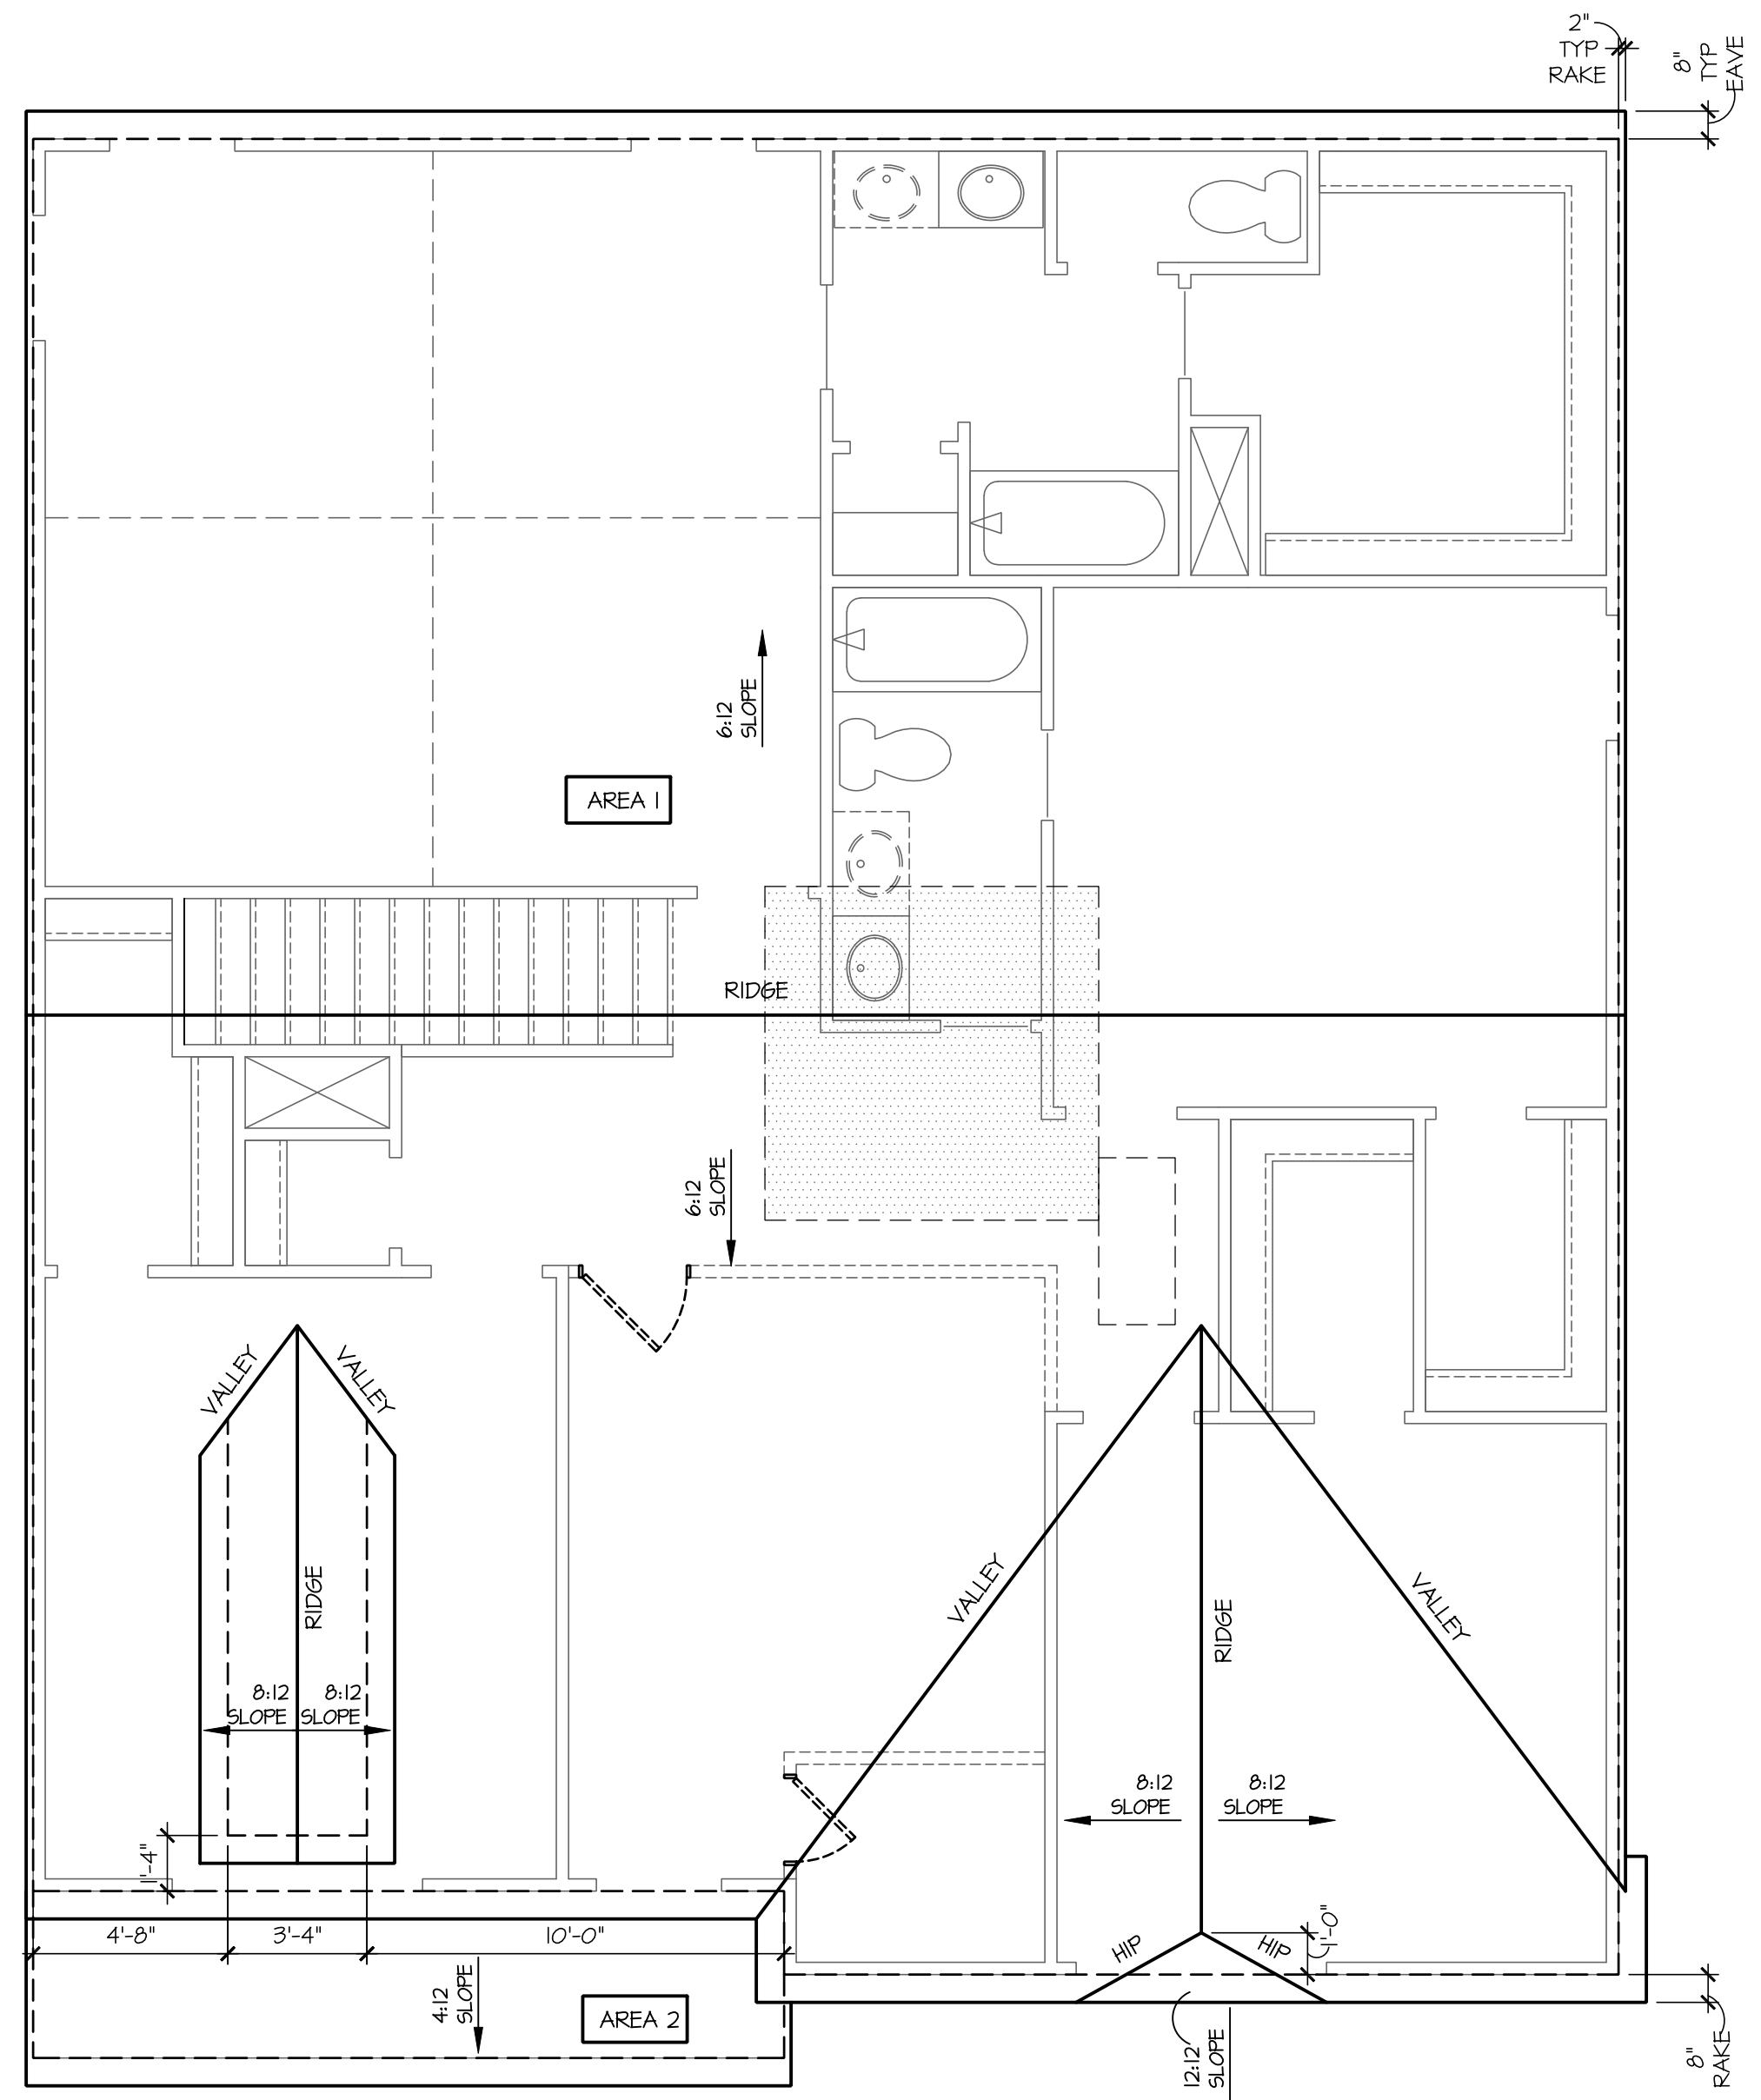 2"
TYP
RAKE
8"
TYP
EAVE
6:12
SLOPE
AREA 1
RIDGE
6:12
SLOPE
VALLEY
VALLEY
RIDGE
VALLEY
RIDGE
VALLEY
8:12
SLOPE
8:12
SLOPE
8:12
SLOPE
8:12
SLOPE
1'-4"
4'-8"
3'-4"
10'-0"
HIP
HIP
1'-0"
4:12
SLOPE
AREA 2
12:12
SLOPE
8"
RAKE